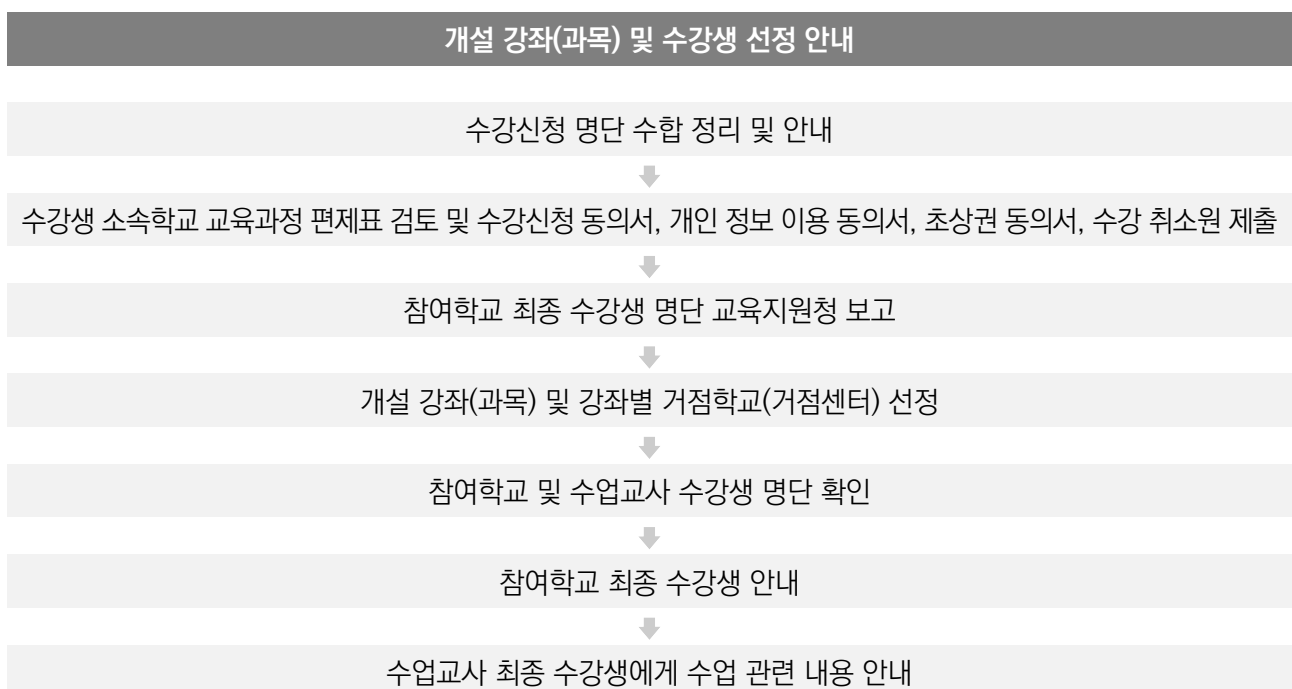 개설 강좌(과목) 및 수강생 선정 안내
수강신청 명단 수합 정리 및 안내
수강생 소속학교 교육과정 편제표 검토 및 수강신청 동의서, 개인 정보 이용 동의서, 초상권 동의서, 수강 취소원 제출
참여학교 최종 수강생 명단 교육지원청 보고
개설 강좌(과목) 및 강좌별 거점학교(거점센터) 선정
참여학교 및 수업교사 수강생 명단 확인
참여학교 최종 수강생 안내
수업교사 최종 수강생에게 수업 관련 내용 안내